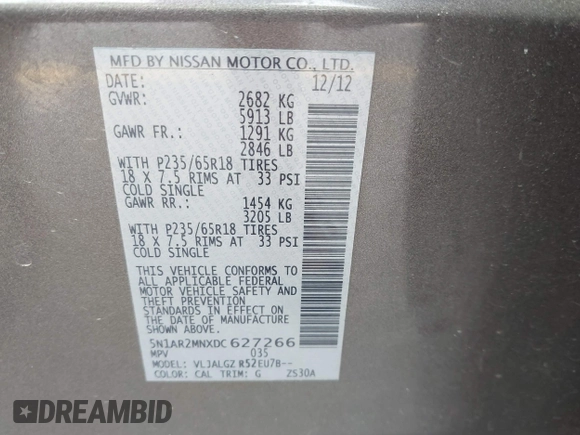 MFD BY NISSAN MOTOR CO., LTD.
DATE: 12/12
GVWR: 2682 KG
5913 LB
GAWR FR.: 1291 KG
2846 LB
WITH P235/65R18 TIRES
18 X 7.5 RIMS AT 33 PSI
COLD SINGLE
GAWR RR.: 1454 KG
3205 LB
WITH P235/65R18 TIRES
18 X 7.5 RIMS AT 33 PSI
COLD SINGLE
THIS VEHICLE CONFORMS TO
ALL APPLICABLE FEDERAL
MOTOR VEHICLE SAFETY AND
THEFT PREVENTION
STANDARDS IN EFFECT ON
THE DATE OF MANUFACTURE
SHOWN ABOVE.
5N1AR2MNXDC627266
MPV 035
MODEL: VLJALGZ R52EU7B--
COLOR: CAL TRIM: G ZS30A
DREAMBID